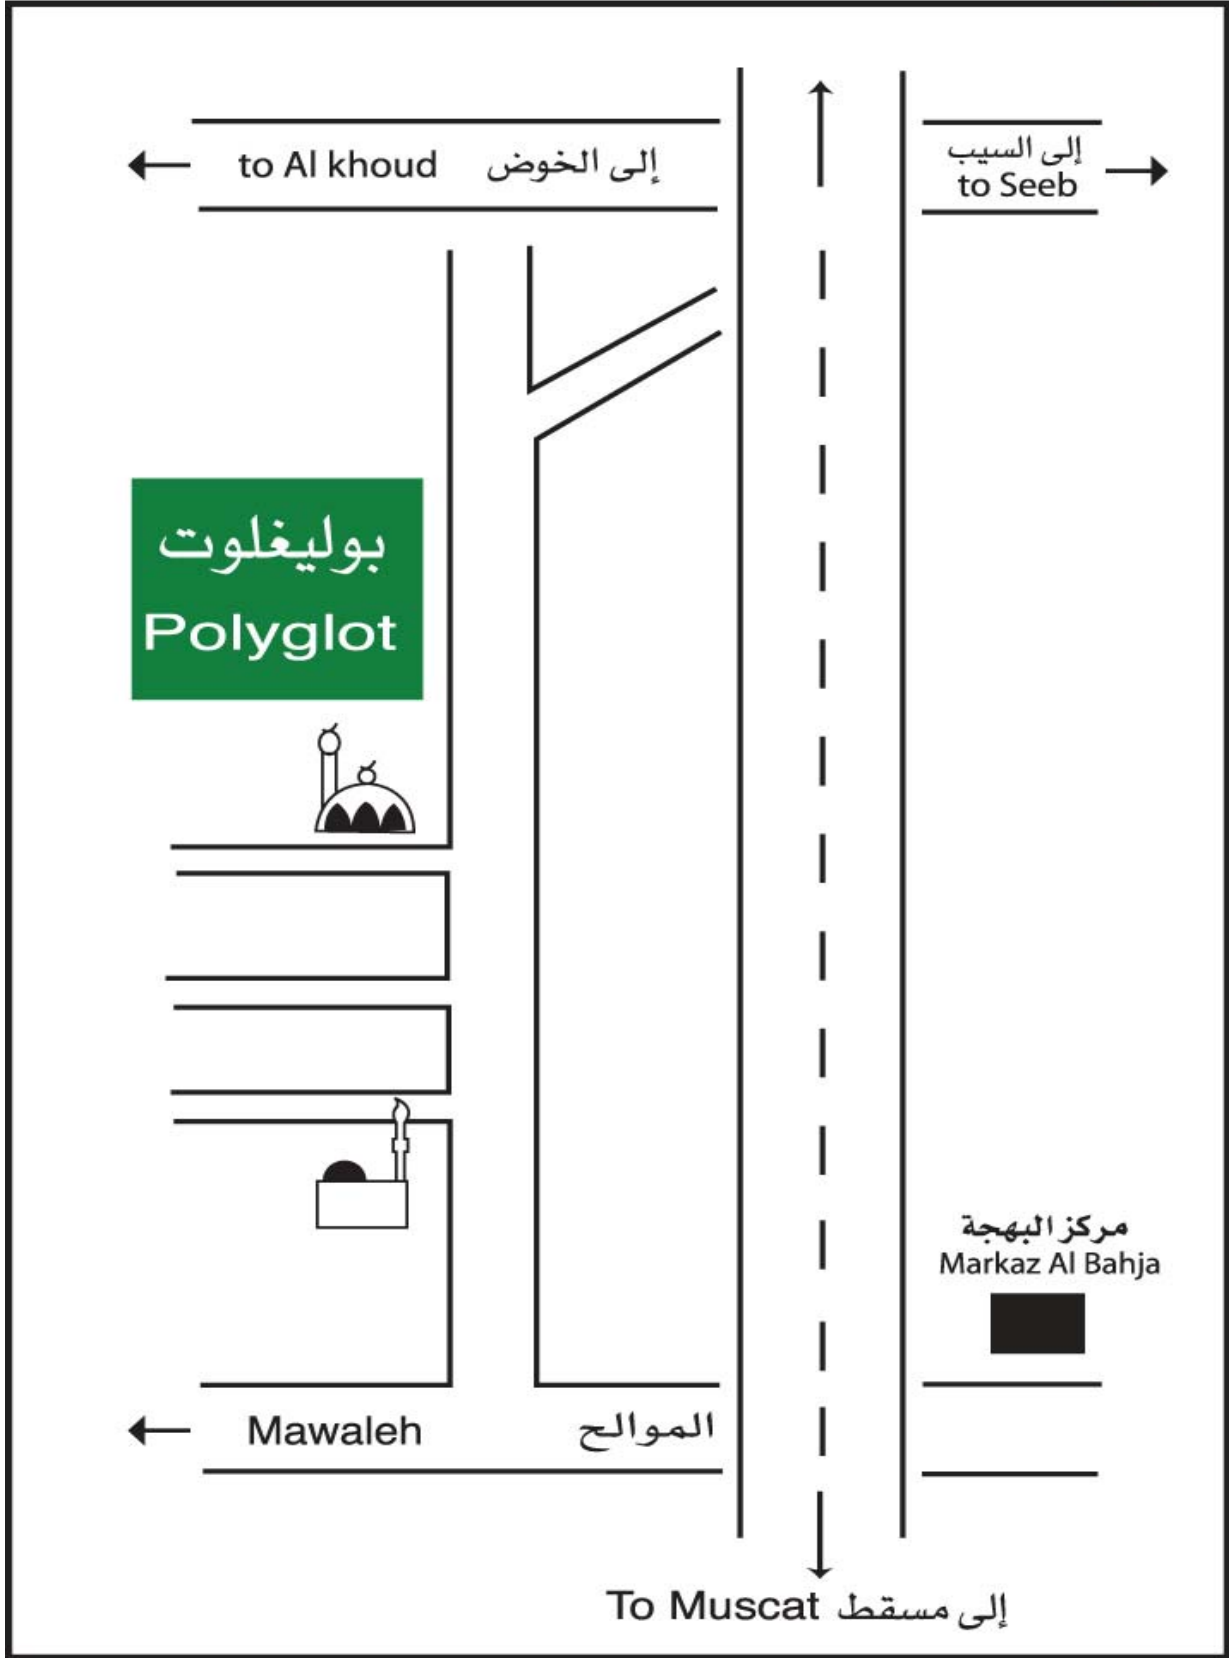 to Al khoud إلى الخوض
إلى السيب
to Seeb
بوليغلوت
Polyglot
مركز البهجة
Markaz Al Bahja
Mawaleh الموالح
To Muscat إلى مسقط